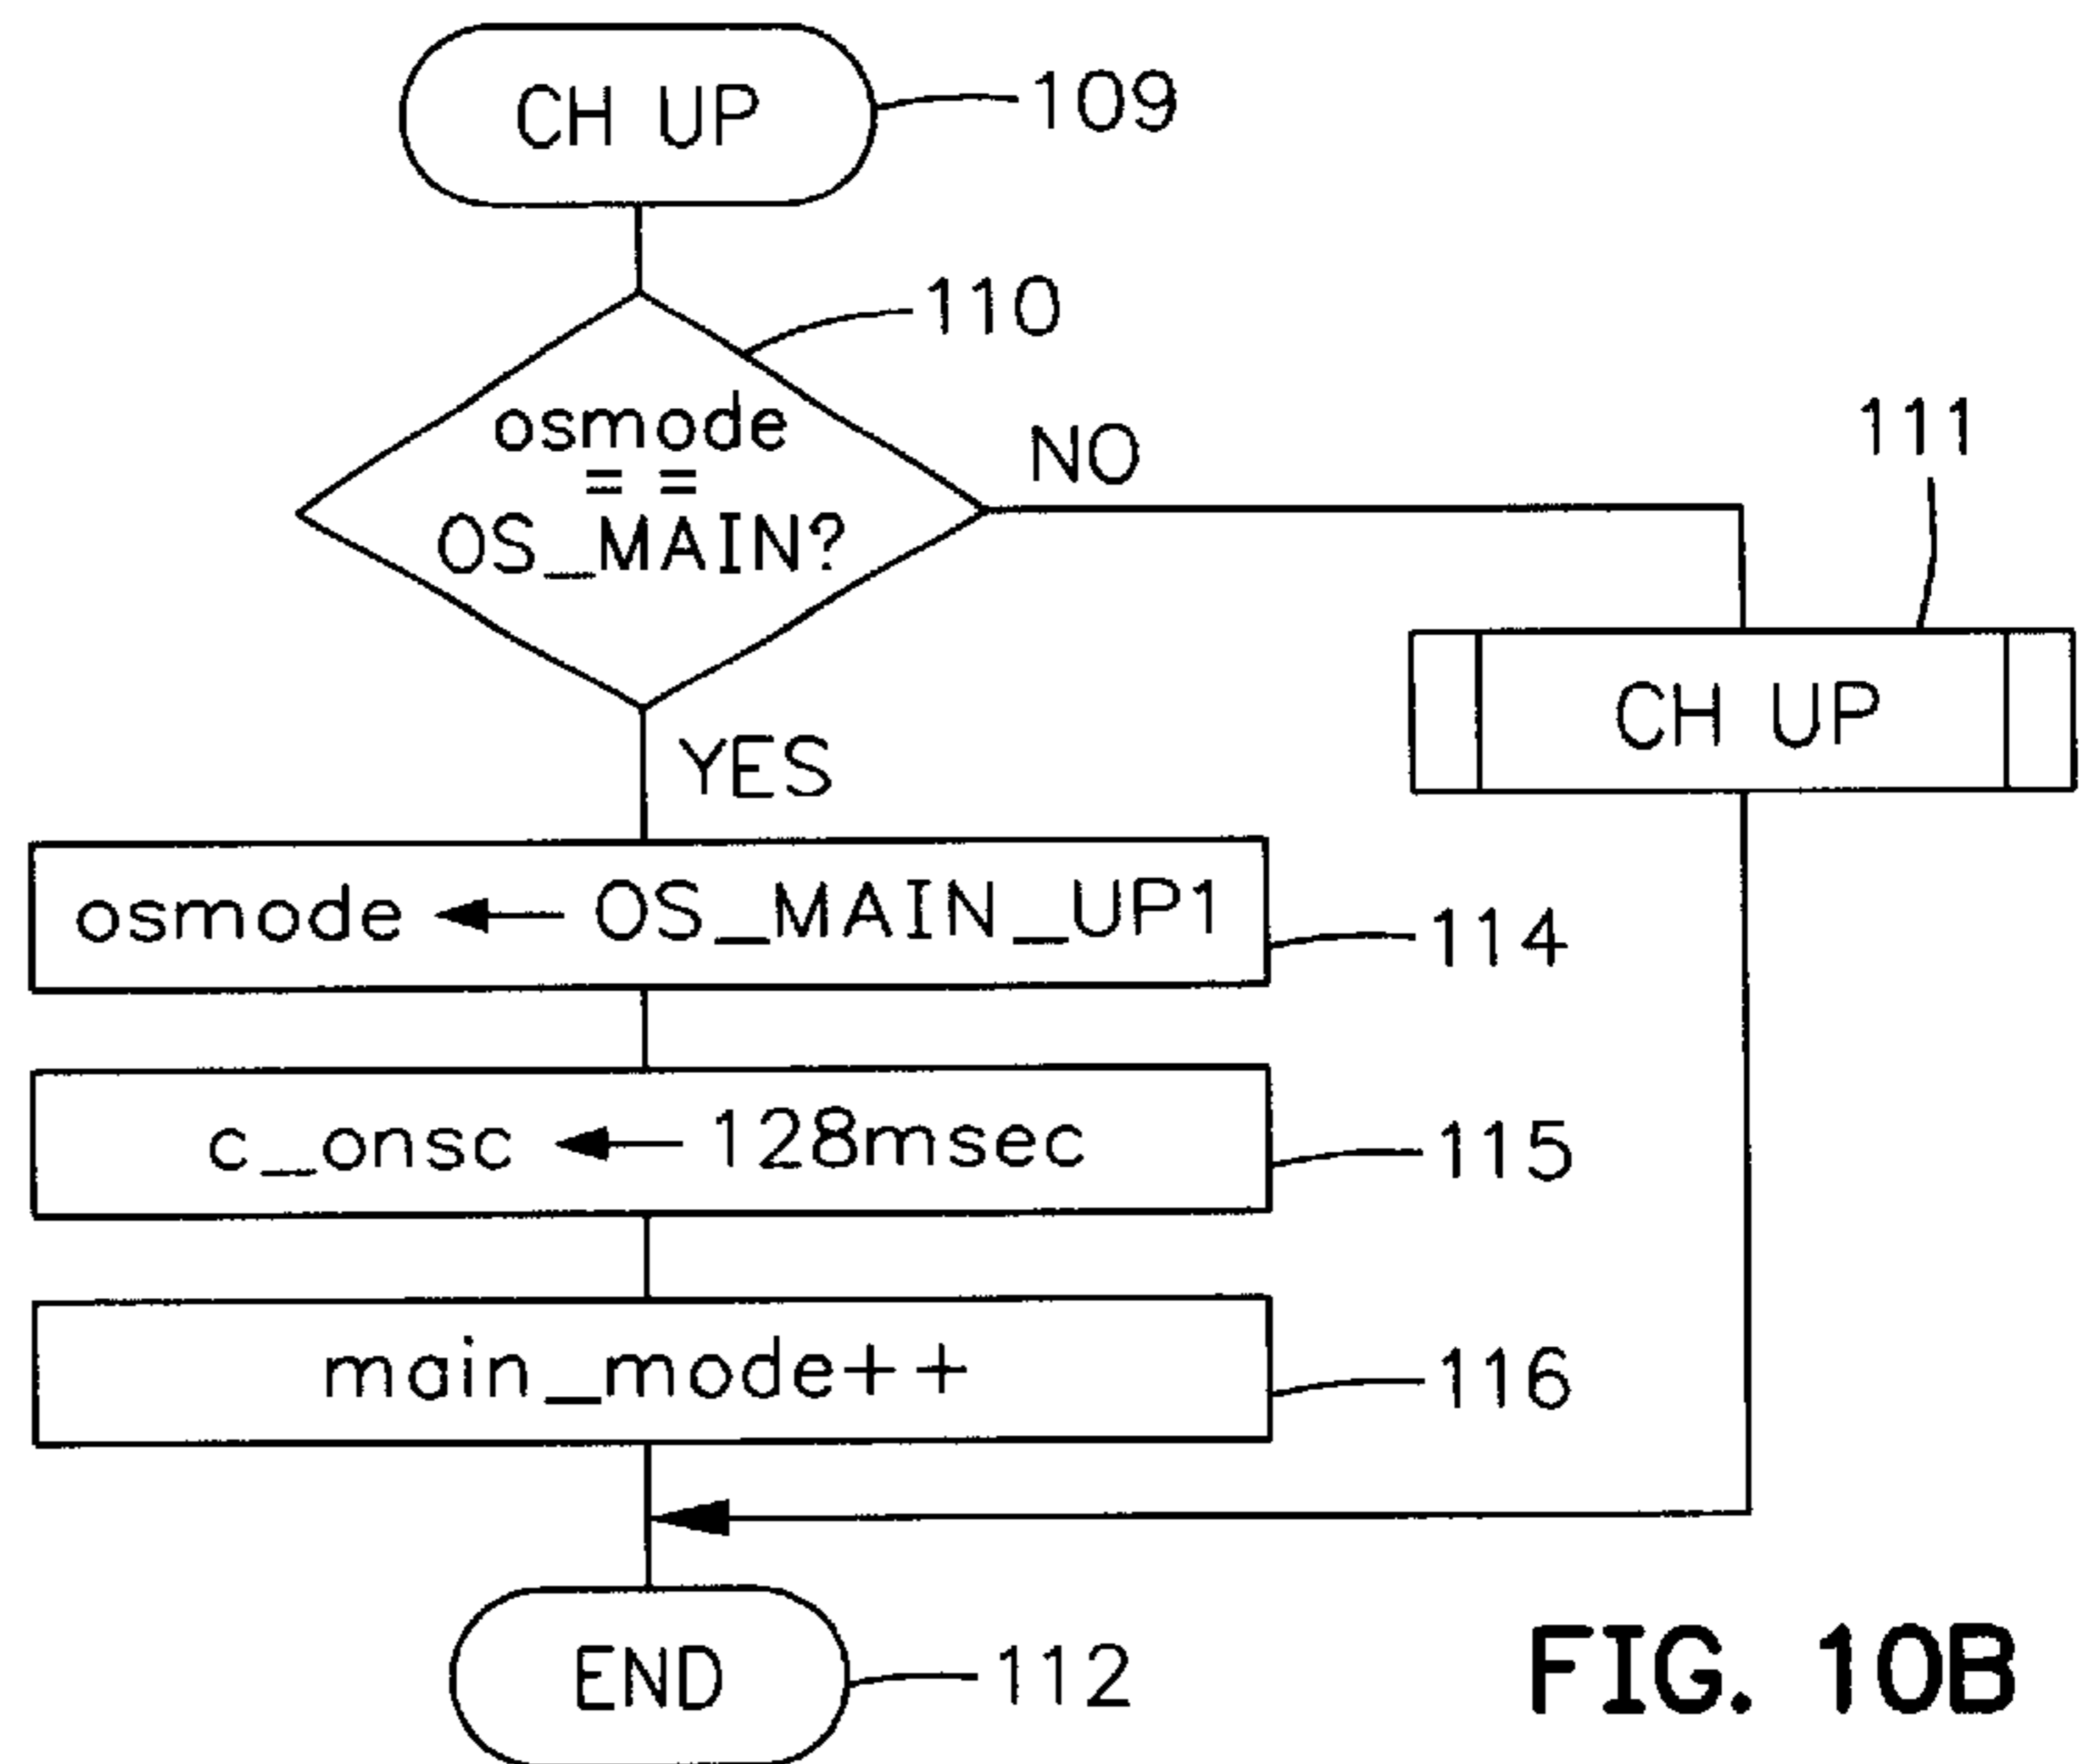 CH UP
109
110
osmode
==
OS_MAIN?
NO
111
CH UP
YES
osmode ← OS_MAIN_UP1
114
c_onsc ← 128msec
115
main_mode++
116
END
112
FIG. 10B